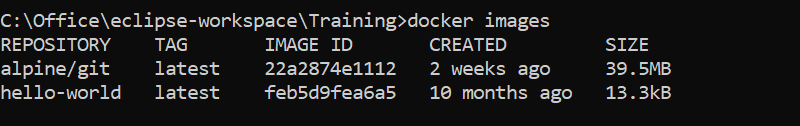 C:\Office\eclipse-workspace\Training>docker images
REPOSITORY    TAG       IMAGE ID       CREATED         SIZE
alpine/git    latest    22a2874e1112   2 weeks ago     39.5MB
hello-world   latest    feb5d9fea6a5   10 months ago   13.3kB